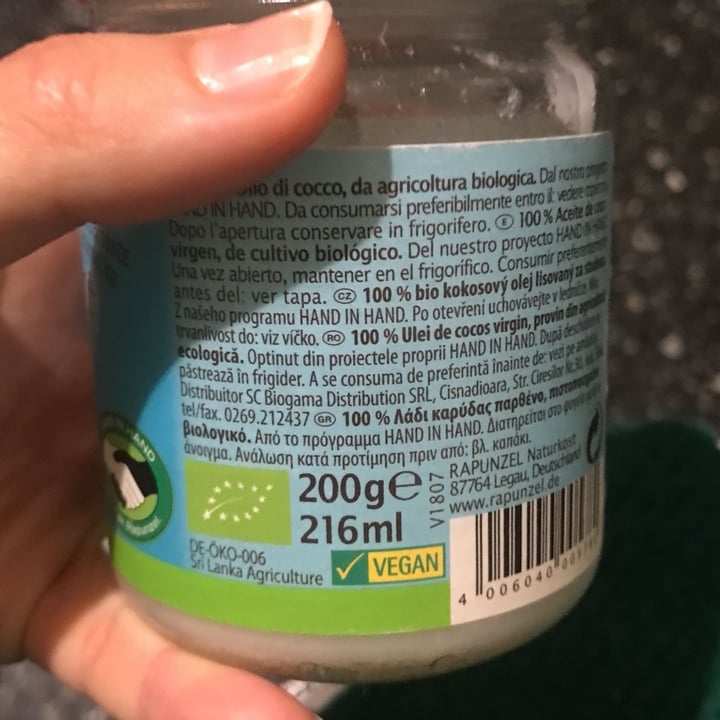 di cocco, da agricoltura biologica. Dal nostro
IN HAND. Da consumarsi preferibilmente entro il: vedere
Dopo l'apertura conservare in frigorifero. E 100 % Aceite de
virgen, de cultivo biológico. Del nuestro proyecto HAND IN
Una vez abierto, mantener en el frigorífico. Consumir preferentemente
antes del: ver tapa. CZ 100 % bio kokosový olej lisovaný za
Z našeho programu HAND IN HAND. Po otevření uchovávejte v lednici.
trvanlivost do: viz víčko. RO 100 % Ulei de cocos virgin, provin din
ecologică. Optinut din proiectele proprii HAND IN HAND. După
păstrează în frigider. A se consuma de preferintă înainte de: vezi pe
Distribuitor SC Biogama Distribution SRL, Cisnadioara, Str. Ciresilor Nr.30,
tel/fax. 0269.212437 GR 100 % Λάδι καρύδας παρθένο,
βιολογικό. Από το πρόγραμμα HAND IN HAND. Διατηρείται στο ψυγείο
άνοιγμα. Ανάλωση κατά προτίμηση πριν από: βλ. καπάκι.
200g e
216ml
V1807
RAPUNZEL Naturkost
87764 Legau, Deutschland
www.rapunzel.de
DE-ÖKO-006
Sri Lanka Agriculture
VEGAN
4 006040